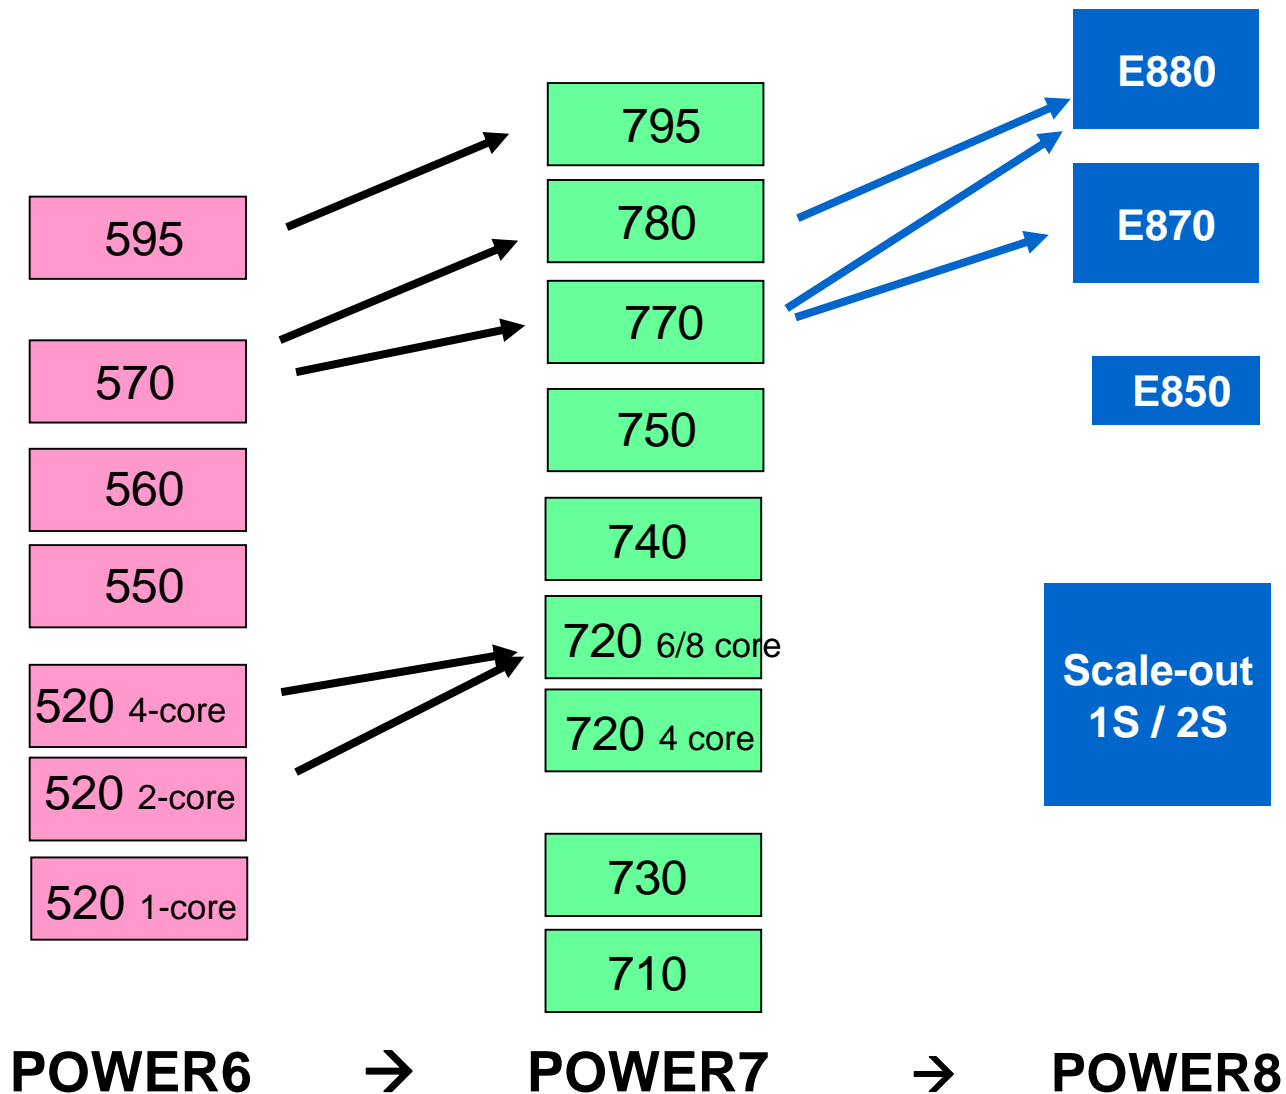 595
570
560
550
520 4-core
520 2-core
520 1-core
795
780
770
750
740
720 6/8 core
720 4 core
730
710
E880
E870
E850
Scale-out
1S / 2S
POWER6 → POWER7 → POWER8